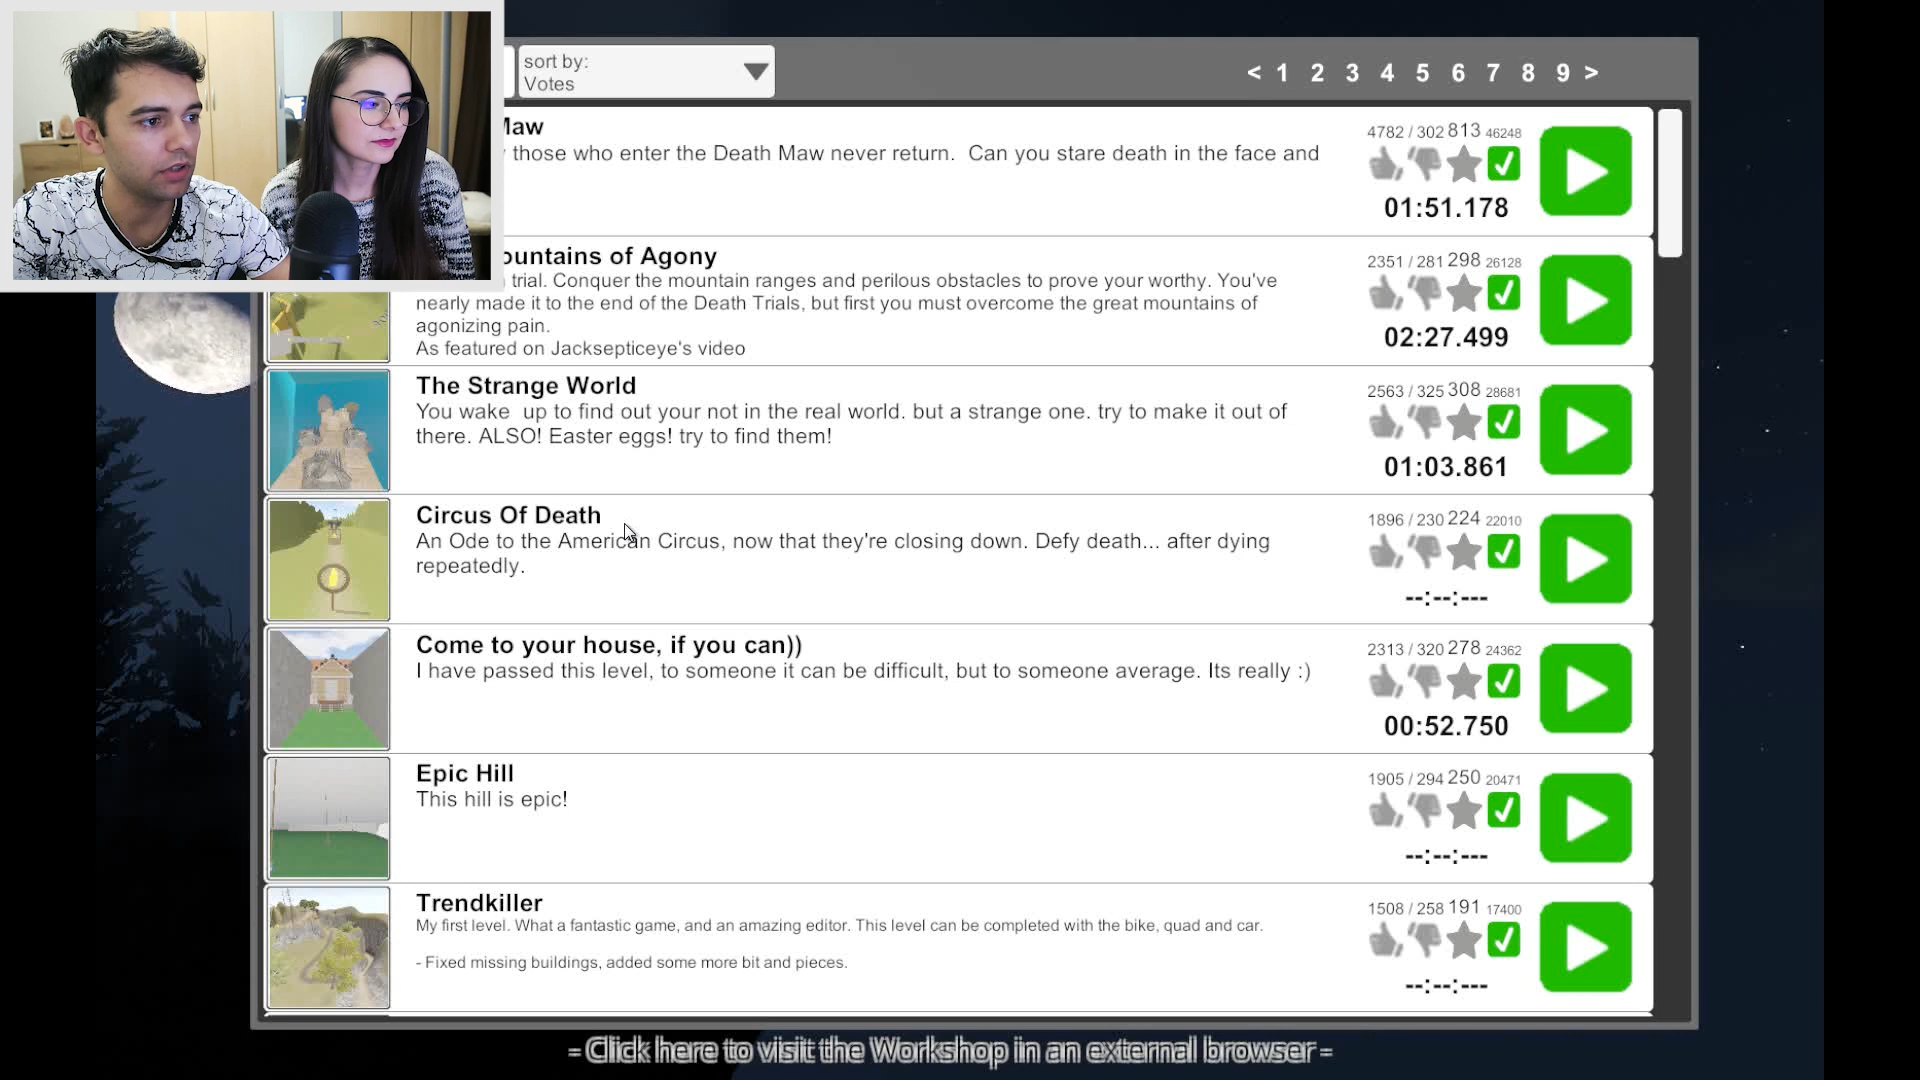 sort by:
Votes
< 1 2 3 4 5 6 7 8 9 >
Maw
those who enter the Death Maw never return. Can you stare death in the face and
4782 / 302 813 46248
01:51.178
ountains of Agony
trial. Conquer the mountain ranges and perilous obstacles to prove your worthy. You've
nearly made it to the end of the Death Trials, but first you must overcome the great mountains of
agonizing pain.
As featured on Jacksepticeye's video
2351 / 281 298 26128
02:27.499
The Strange World
You wake up to find out your not in the real world. but a strange one. try to make it out of
there. ALSO! Easter eggs! try to find them!
2563 / 325 308 28681
01:03.861
Circus Of Death
An Ode to the American Circus, now that they're closing down. Defy death... after dying
repeatedly.
1896 / 230 224 22010
--:--:---
Come to your house, if you can))
I have passed this level, to someone it can be difficult, but to someone average. Its really :)
2313 / 320 278 24362
00:52.750
Epic Hill
This hill is epic!
1905 / 294 250 20471
--:--:---
Trendkiller
My first level. What a fantastic game, and an amazing editor. This level can be completed with the bike, quad and car.
- Fixed missing buildings, added some more bit and pieces.
1508 / 258 191 17400
--:--:---
- Click here to visit the Workshop in an external browser -